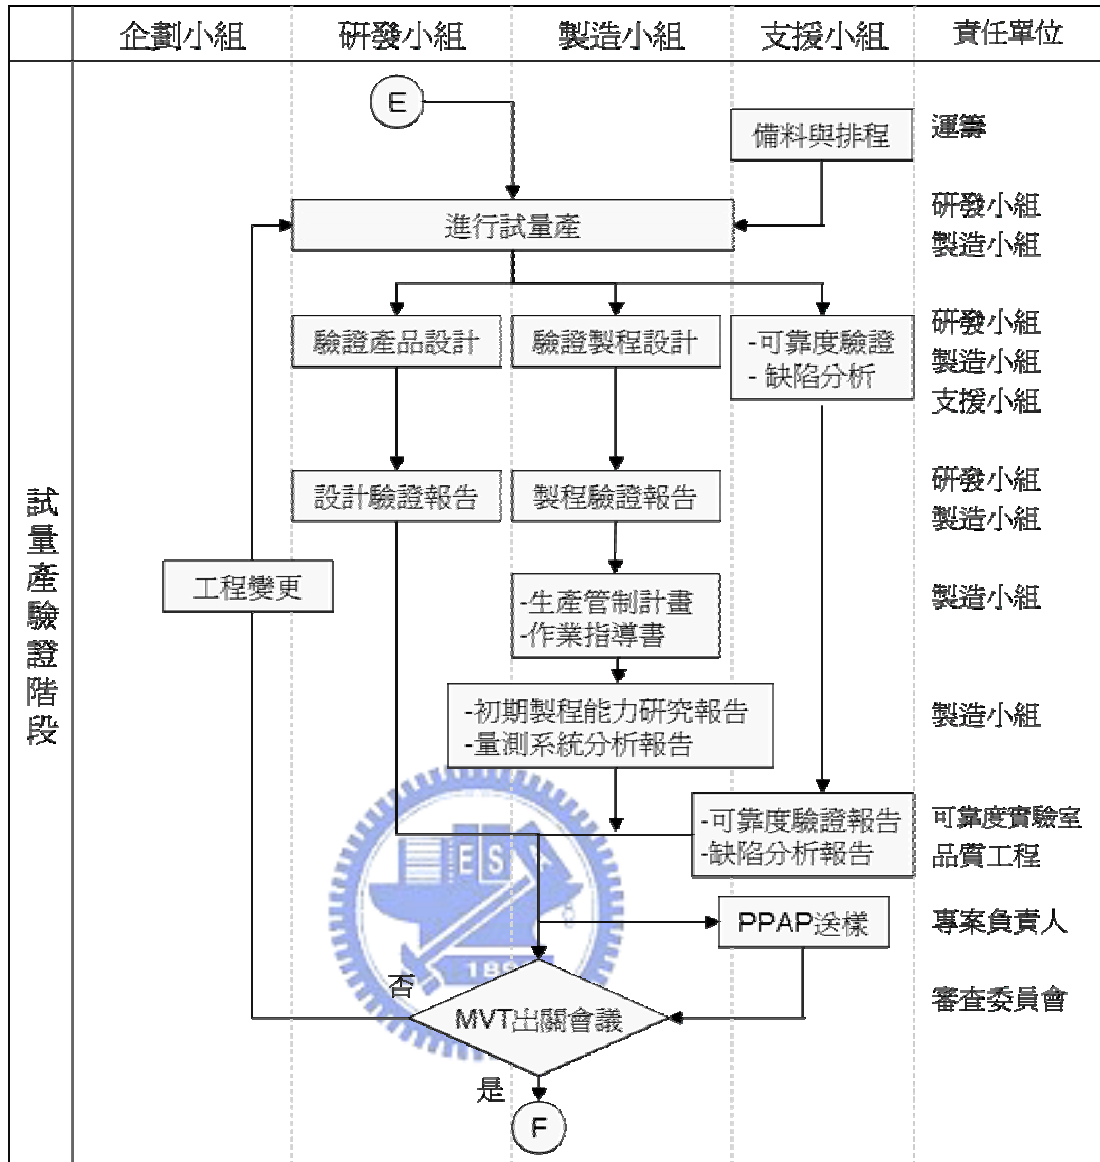 企劃小組 研發小組 製造小組 支援小組 責任單位
試量產驗證階段
E
備料與排程 運籌
進行試量產
研發小組
製造小組
驗證產品設計 驗證製程設計
-可靠度驗證
- 缺陷分析
研發小組
製造小組
支援小組
設計驗證報告 製程驗證報告
研發小組
製造小組
工程變更
-生產管制計畫
-作業指導書
製造小組
-初期製程能力研究報告
-量測系統分析報告
製造小組
-可靠度驗證報告
-缺陷分析報告
可靠度實驗室
品質工程
ES
PPAP送樣 專案負責人
189
否
MVT出關會議
審查委員會
是
F